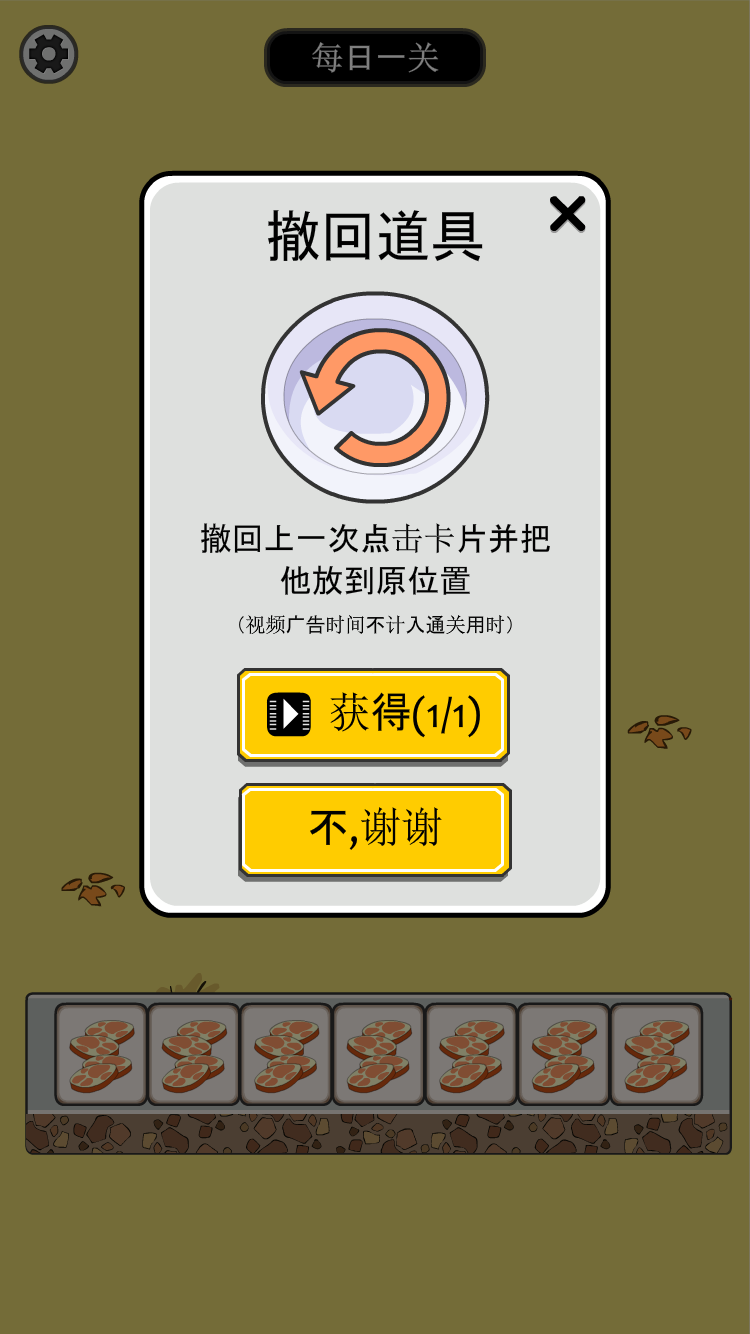 每日一关
撤回道具
撤回上一次点击卡片并把
他放到原位置
（视频广告时间不计入通关用时）
获得(1/1)
不,谢谢